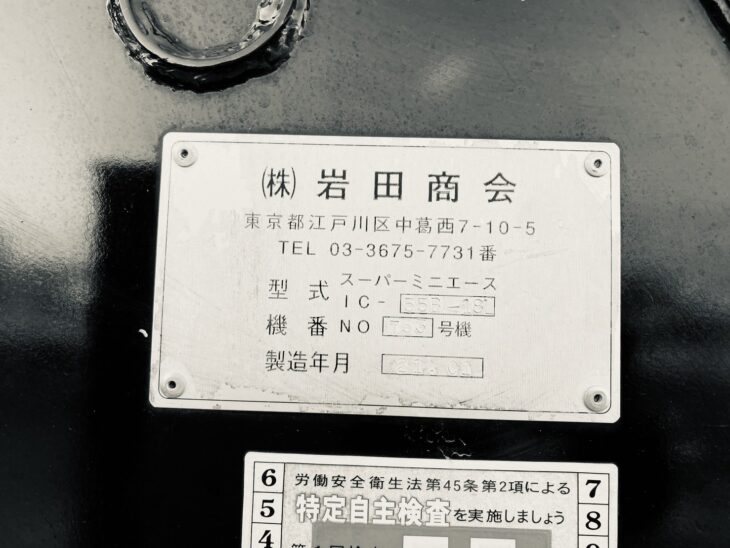 ㈱ 岩田商会
東京都江戸川区中葛西7-10-5
TEL 03-3675-7731番
型式 スーパーミニエース
IC-
機番 NO 号機
製造年月
6 労働安全衛生法第45条第2項による 7
5 特定自主検査を実施しましょう 8
4